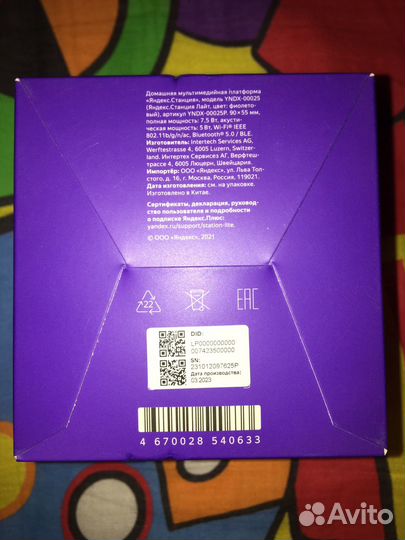 Домашняя мультимедийная платформа
«Яндекс.Станция», модель YNDX-00025
(Яндекс.Станция Лайт, цвет: фиолето-
вый), артикул YNDX-00025P. 90×55 мм,
полная мощность: 7,5 Вт, акусти-
ческая мощность: 5 Вт, Wi-Fi® IEEE
802.11b/g/n/ac, Bluetooth® 5.0 / BLE.
Изготовитель: Intertech Services AG,
Werftestrasse 4, 6005 Luzern, Switzer-
land. Интертех Сервисез АГ, Верфтеш-
трассе 4, 6005 Люцерн, Швейцария.
Импортёр: ООО «Яндекс», ул. Льва Тол-
стого, д. 16, г. Москва, Россия, 119021.
Дата изготовления: см. на упаковке.
Изготовлено в Китае.
Сертификаты, декларация, руковод-
ство пользователя и подробности
о подписке Яндекс.Плюс:
yandex.ru/support/station-lite.
© ООО «Яндекс», 2021
22
EAC
DID:
LP0000000000
007423500000
SN:
231012097625P
Дата производства:
03.2023
4 670028 540633
Avito